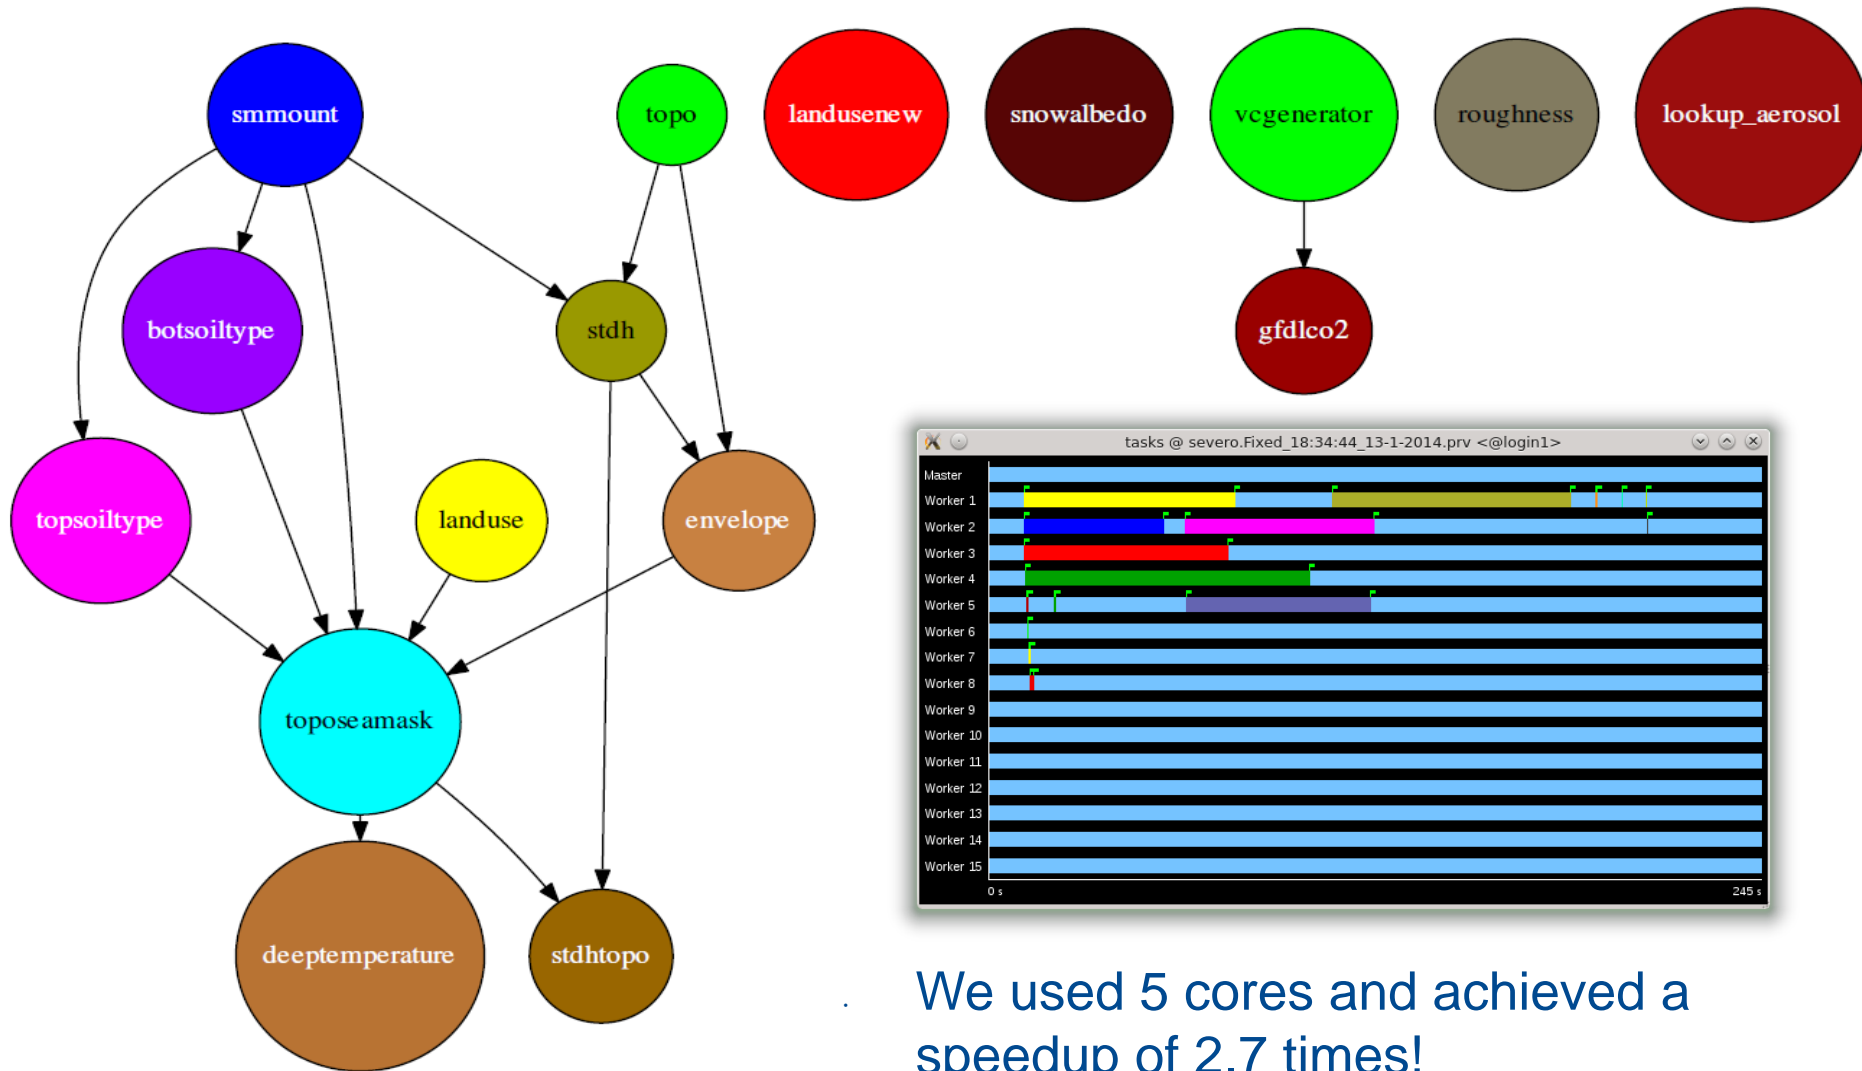 smmount
topo
landusenew
snowalbedo
vcgenerator
roughness
lookup_aerosol
botsoiltype
stdh
gfdlco2
topsoiltype
landuse
envelope
toposeamask
deeptemperature
stdhtopo
tasks @ severo.Fixed_18:34:44_13-1-2014.prv <@login1>
Master
Worker 1
Worker 2
Worker 3
Worker 4
Worker 5
Worker 6
Worker 7
Worker 8
Worker 9
Worker 10
Worker 11
Worker 12
Worker 13
Worker 14
Worker 15
0 s
245 s
We used 5 cores and achieved a
speedup of 2.7 times!